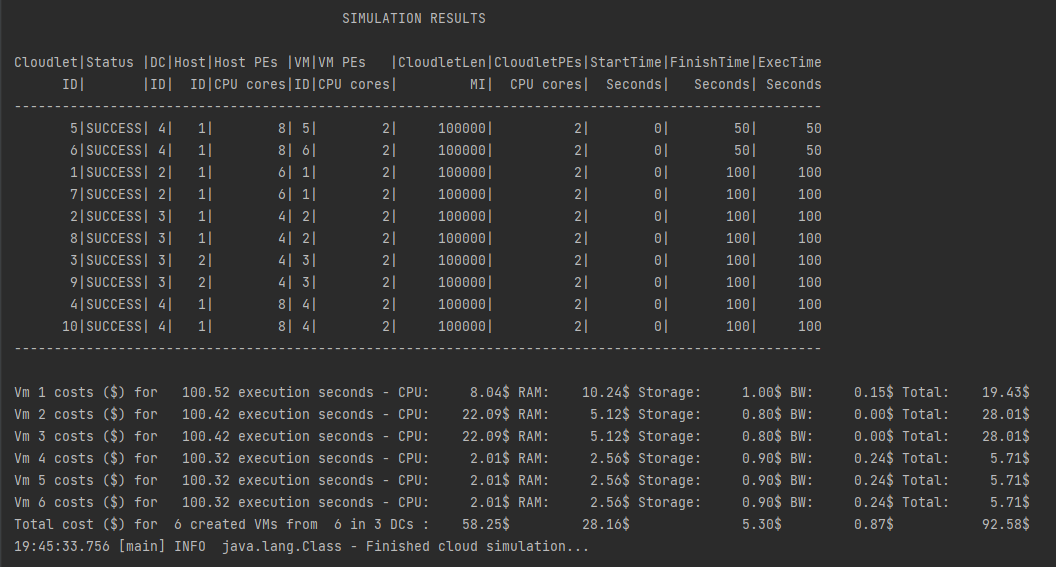 SIMULATION RESULTS
Cloudlet|Status |DC|Host|Host PEs |VM|VM PEs   |CloudletLen|CloudletPEs|StartTime|FinishTime|ExecTime
      ID|       |ID|  ID|CPU cores|ID|CPU cores|         MI|  CPU cores|  Seconds|   Seconds| Seconds
-----------------------------------------------------------------------------------------------------
       5|SUCCESS| 4|   1|        8| 5|        2|     100000|          2|        0|        50|      50
       6|SUCCESS| 4|   1|        8| 6|        2|     100000|          2|        0|        50|      50
       1|SUCCESS| 2|   1|        6| 1|        2|     100000|          2|        0|       100|     100
       7|SUCCESS| 2|   1|        6| 1|        2|     100000|          2|        0|       100|     100
       2|SUCCESS| 3|   1|        4| 2|        2|     100000|          2|        0|       100|     100
       8|SUCCESS| 3|   1|        4| 2|        2|     100000|          2|        0|       100|     100
       3|SUCCESS| 3|   2|        4| 3|        2|     100000|          2|        0|       100|     100
       9|SUCCESS| 3|   2|        4| 3|        2|     100000|          2|        0|       100|     100
       4|SUCCESS| 4|   1|        8| 4|        2|     100000|          2|        0|       100|     100
      10|SUCCESS| 4|   1|        8| 4|        2|     100000|          2|        0|       100|     100
-----------------------------------------------------------------------------------------------------
Vm 1 costs ($) for   100.52 execution seconds - CPU:     8.04$ RAM:    10.24$ Storage:     1.00$ BW:     0.15$ Total:    19.43$
Vm 2 costs ($) for   100.42 execution seconds - CPU:    22.09$ RAM:     5.12$ Storage:     0.80$ BW:     0.00$ Total:    28.01$
Vm 3 costs ($) for   100.42 execution seconds - CPU:    22.09$ RAM:     5.12$ Storage:     0.80$ BW:     0.00$ Total:    28.01$
Vm 4 costs ($) for   100.32 execution seconds - CPU:     2.01$ RAM:     2.56$ Storage:     0.90$ BW:     0.24$ Total:     5.71$
Vm 5 costs ($) for   100.32 execution seconds - CPU:     2.01$ RAM:     2.56$ Storage:     0.90$ BW:     0.24$ Total:     5.71$
Vm 6 costs ($) for   100.32 execution seconds - CPU:     2.01$ RAM:     2.56$ Storage:     0.90$ BW:     0.24$ Total:     5.71$
Total cost ($) for  6 created VMs from  6 in 3 DCs :    58.25$         28.16$              5.30$         0.87$           92.58$
19:45:33.756 [main] INFO  java.lang.Class - Finished cloud simulation...